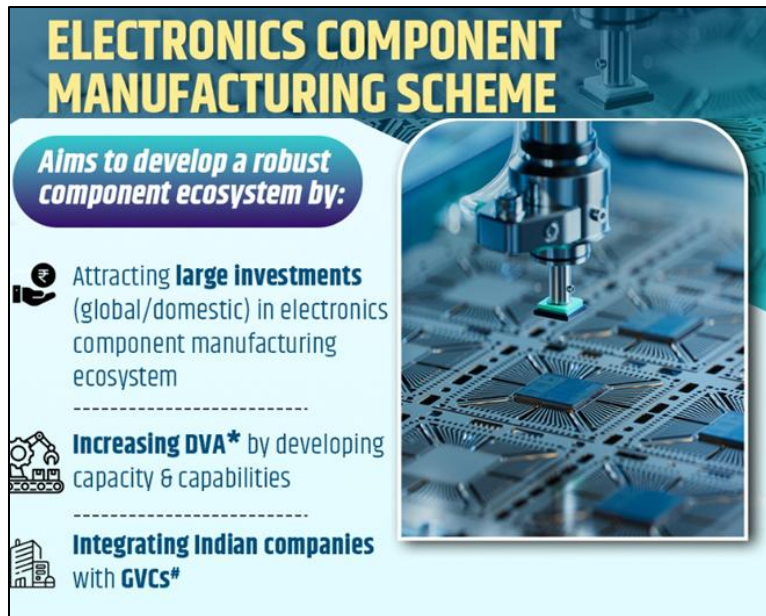 ELECTRONICS COMPONENT
MANUFACTURING SCHEME
Aims to develop a robust
component ecosystem by:
₹
Attracting large investments
(global/domestic) in electronics
component manufacturing
ecosystem
Increasing DVA* by developing
capacity & capabilities
Integrating Indian companies
with GVCs#